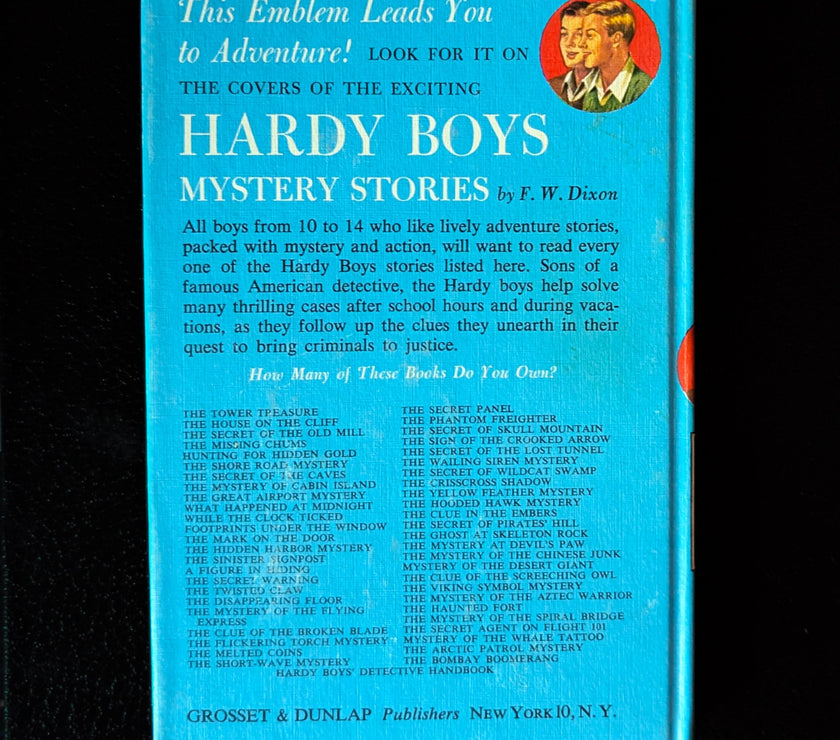 This Emblem Leads You
to Adventure! LOOK FOR IT ON
THE COVERS OF THE EXCITING
HARDY BOYS
MYSTERY STORIES by F. W. Dixon
All boys from 10 to 14 who like lively adventure stories,
packed with mystery and action, will want to read every
one of the Hardy Boys stories listed here. Sons of a
famous American detective, the Hardy boys help solve
many thrilling cases after school hours and during vaca-
tions, as they follow up the clues they unearth in their
quest to bring criminals to justice.
How Many of These Books Do You Own?
THE TOWER TREASURE
THE HOUSE ON THE CLIFF
THE SECRET OF THE OLD MILL
THE MISSING CHUMS
HUNTING FOR HIDDEN GOLD
THE SHORE ROAD MYSTERY
THE SECRET OF THE CAVES
THE MYSTERY OF CABIN ISLAND
THE GREAT AIRPORT MYSTERY
WHAT HAPPENED AT MIDNIGHT
WHILE THE CLOCK TICKED
FOOTPRINTS UNDER THE WINDOW
THE MARK ON THE DOOR
THE HIDDEN HARBOR MYSTERY
THE SINISTER SIGNPOST
A FIGURE IN HIDING
THE SECRET WARNING
THE TWISTED CLAW
THE DISAPPEARING FLOOR
THE MYSTERY OF THE FLYING
EXPRESS
THE CLUE OF THE BROKEN BLADE
THE FLICKERING TORCH MYSTERY
THE MELTED COINS
THE SHORT-WAVE MYSTERY
THE SECRET PANEL
THE PHANTOM FREIGHTER
THE SECRET OF SKULL MOUNTAIN
THE SIGN OF THE CROOKED ARROW
THE SECRET OF THE LOST TUNNEL
THE WAILING SIREN MYSTERY
THE SECRET OF WILDCAT SWAMP
THE CRISSCROSS SHADOW
THE YELLOW FEATHER MYSTERY
THE HOODED HAWK MYSTERY
THE CLUE IN THE EMBERS
THE SECRET OF PIRATES' HILL
THE GHOST AT SKELETON ROCK
THE MYSTERY AT DEVIL'S PAW
THE MYSTERY OF THE CHINESE JUNK
MYSTERY OF THE DESERT GIANT
THE CLUE OF THE SCREECHING OWL
THE VIKING SYMBOL MYSTERY
THE MYSTERY OF THE AZTEC WARRIOR
THE HAUNTED FORT
THE MYSTERY OF THE SPIRAL BRIDGE
THE SECRET AGENT ON FLIGHT 101
MYSTERY OF THE WHALE TATTOO
THE ARCTIC PATROL MYSTERY
THE BOMBAY BOOMERANG
HARDY BOYS' DETECTIVE HANDBOOK
GROSSET & DUNLAP Publishers NEW YORK 10, N. Y.